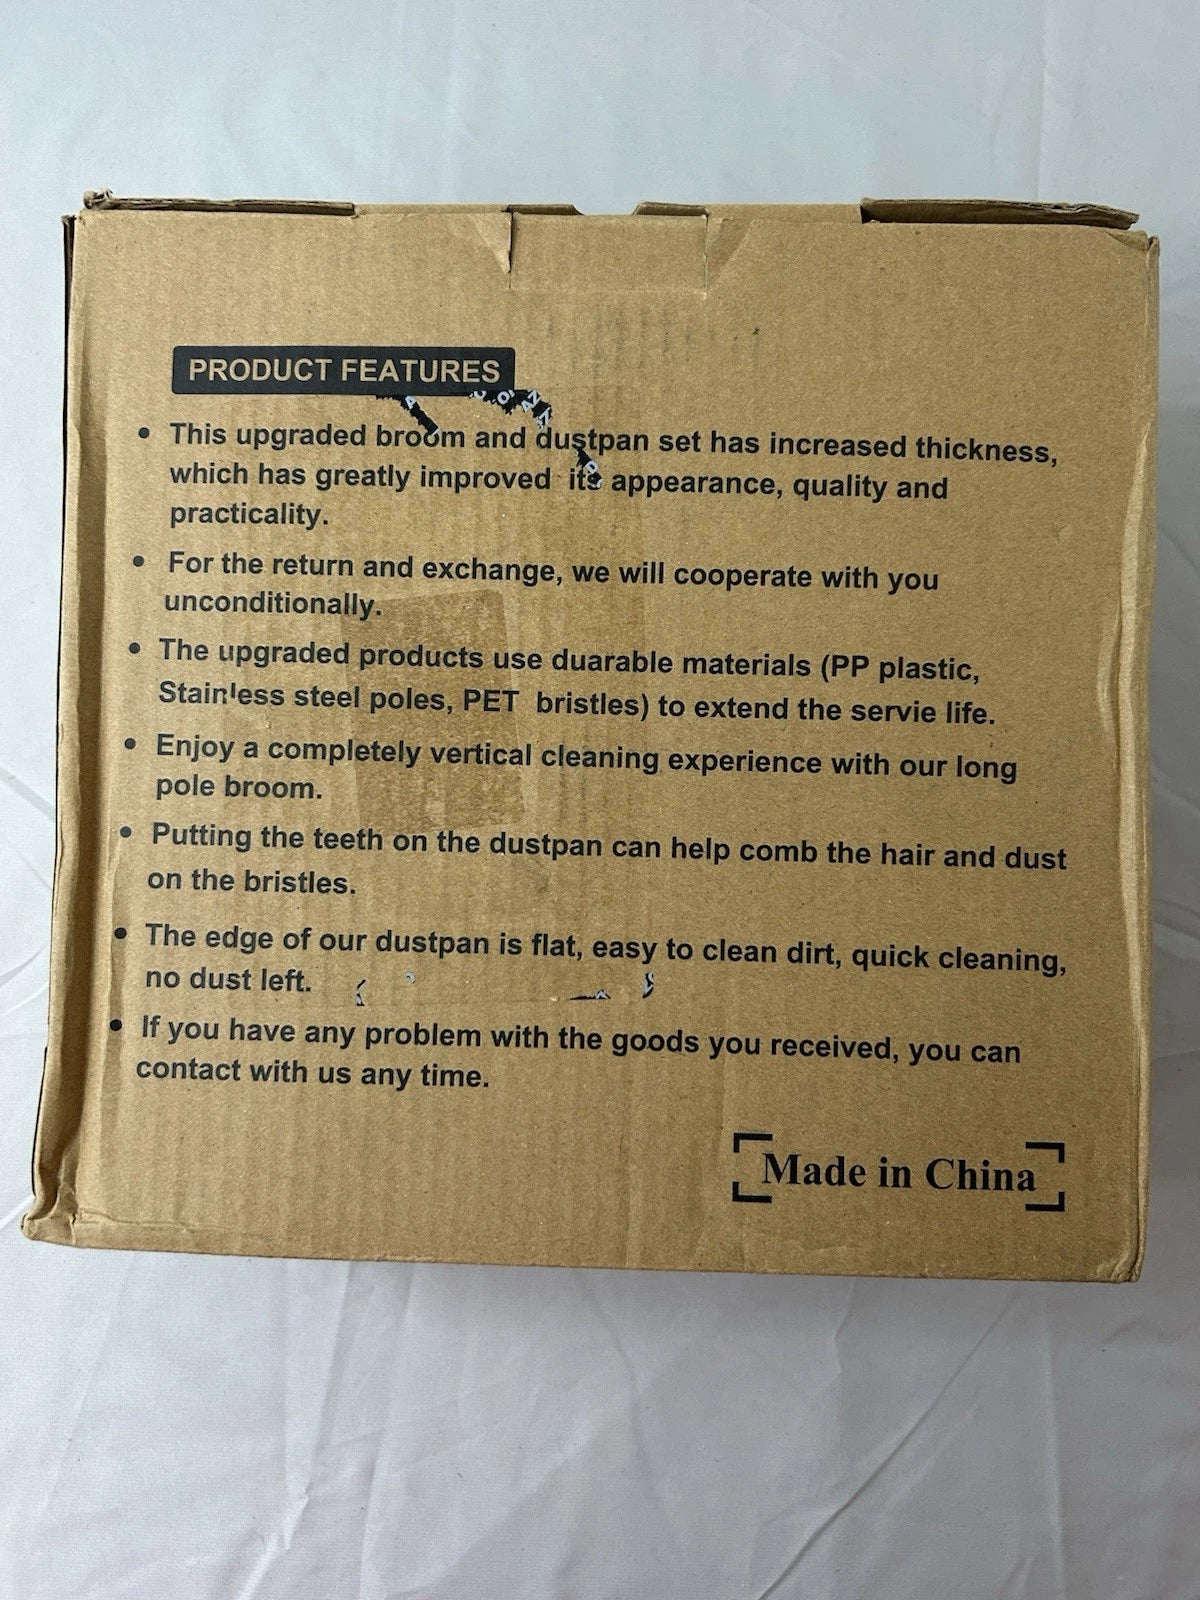 PRODUCT FEATURES
• This upgraded broom and dustpan set has increased thickness,
which has greatly improved its appearance, quality and
practicality.
• For the return and exchange, we will cooperate with you
unconditionally.
• The upgraded products use duarable materials (PP plastic,
Stainless steel poles, PET bristles) to extend the servie life.
• Enjoy a completely vertical cleaning experience with our long
pole broom.
• Putting the teeth on the dustpan can help comb the hair and dust
on the bristles.
• The edge of our dustpan is flat, easy to clean dirt, quick cleaning,
no dust left.
• If you have any problem with the goods you received, you can
contact with us any time.
Made in China